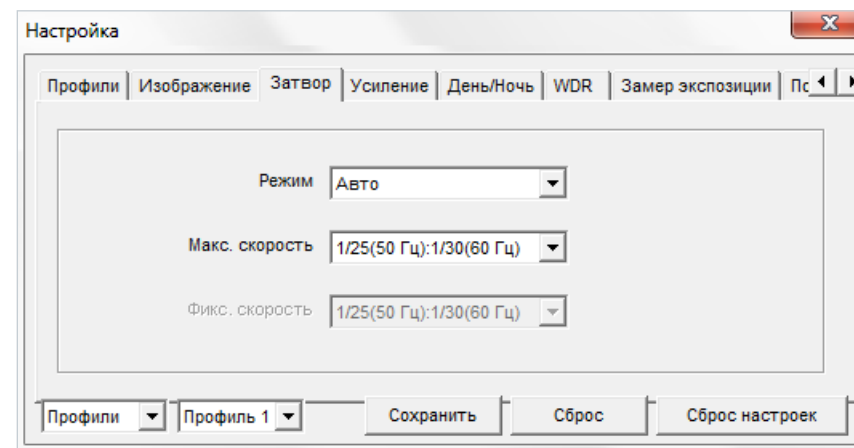 Настройка
Профили Изображение Затвор Усиление День/Ночь WDR Замер экспозиции
Режим Авто
Макс. скорость 1/25(50 Гц):1/30(60 Гц)
Фикс. скорость 1/25(50 Гц):1/30(60 Гц)
Профили Профиль 1 Сохранить Сброс Сброс настроек